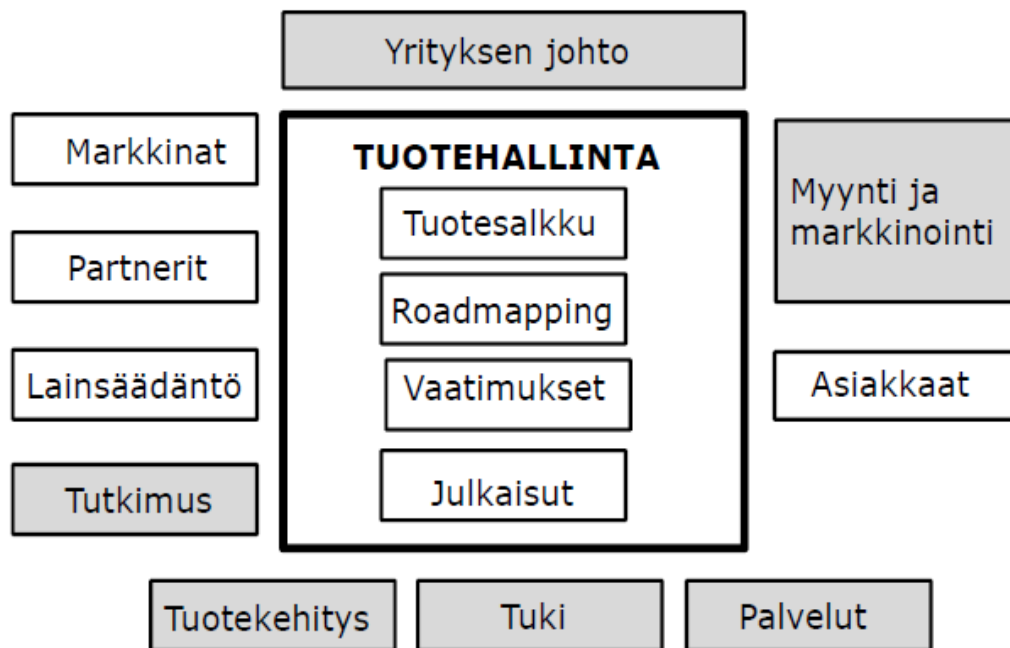 Yrityksen johto
Markkinat
Partnerit
Lainsäädäntö
Tutkimus
TUOTEHALLINTA
Tuotesalkku
Roadmapping
Vaatimukset
Julkaisut
Myynti ja
markkinointi
Asiakkaat
Tuotekehitys
Tuki
Palvelut